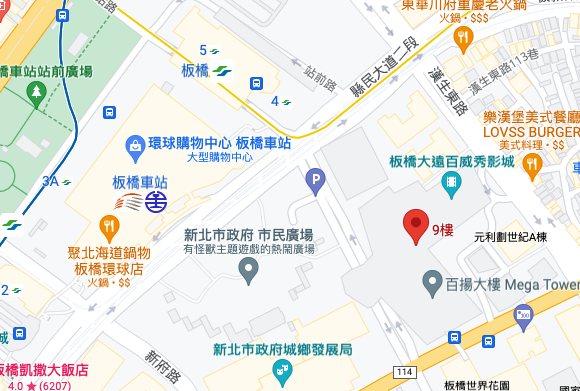 東華川府重慶老火鍋
火鍋・$$$
漢生東路113巷
縣民大道二段
5
站前路
板橋
橋車站站前廣場
4
漢生東路
樂漢堡美式餐廳
LOVSS BURGER
美式料理・$$
環球購物中心 板橋車站
大型購物中心
板橋大遠百威秀影城
3A
板橋車站
P
9樓
元利劃世紀A棟
聚北海道鍋物
板橋環球店
火鍋・$$
新北市政府 市民廣場
有怪獸主題遊戲的熱鬧廣場
百揚大樓 Mega Tower
2
城
新北市政府城鄉發展局
新府路
板橋凱撒大飯店
4.0 ★ (6207)
114
板橋世界花園